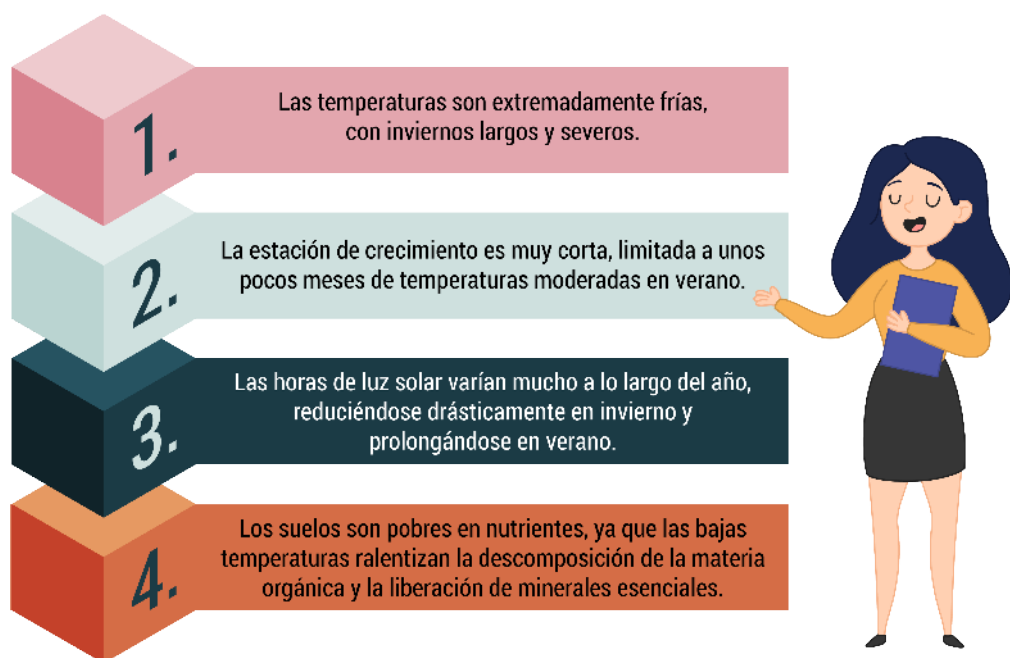 1.
Las temperaturas son extremadamente frías,
con inviernos largos y severos.
2.
La estación de crecimiento es muy corta, limitada a unos
pocos meses de temperaturas moderadas en verano.
3.
Las horas de luz solar varían mucho a lo largo del año,
reduciéndose drásticamente en invierno y
prolongándose en verano.
4.
Los suelos son pobres en nutrientes, ya que las bajas
temperaturas ralentizan la descomposición de la materia
orgánica y la liberación de minerales esenciales.